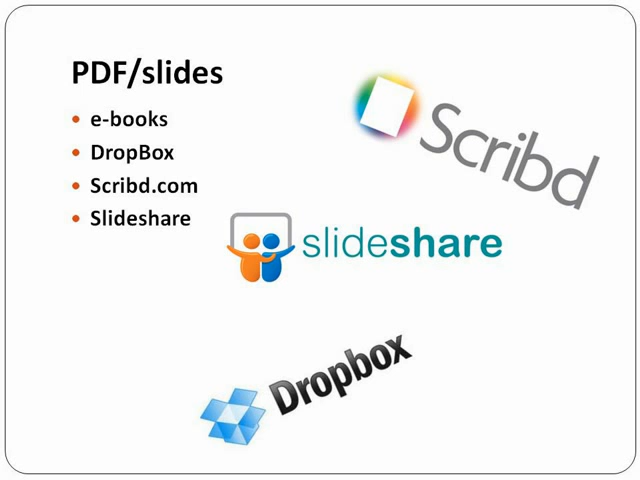 PDF/slides
e-books
DropBox
Scribd.com
Slideshare
Scribd
slideshare
Dropbox